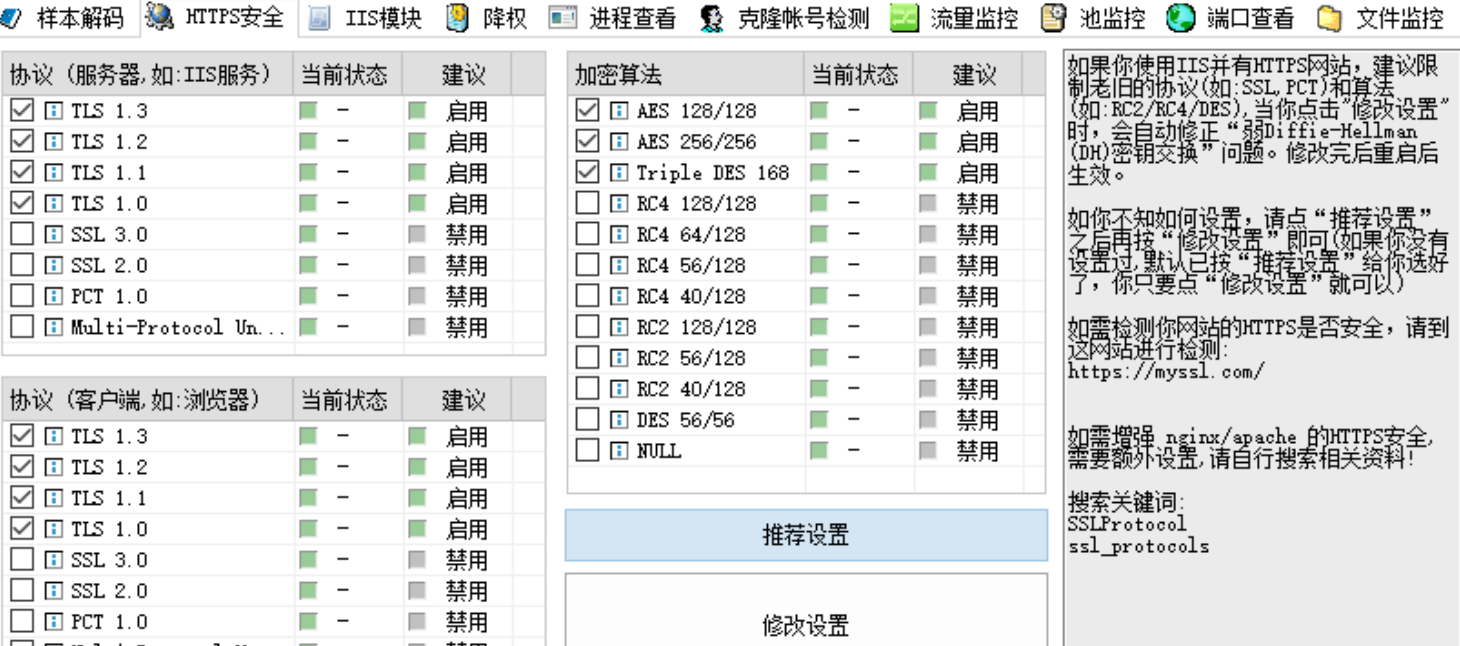 样本解码 HTTPS安全 IIS模块 降权 进程查看 克隆帐号检测 流量监控 池监控 端口查看 文件监控
协议 (服务器,如:IIS服务) 当前状态 建议
TLS 1.3 - 启用
TLS 1.2 - 启用
TLS 1.1 - 启用
TLS 1.0 - 启用
SSL 3.0 - 禁用
SSL 2.0 - 禁用
PCT 1.0 - 禁用
Multi-Protocol Un... - 禁用
协议 (客户端,如:浏览器) 当前状态 建议
TLS 1.3 - 启用
TLS 1.2 - 启用
TLS 1.1 - 启用
TLS 1.0 - 启用
SSL 3.0 - 禁用
SSL 2.0 - 禁用
PCT 1.0 - 禁用
加密算法 当前状态 建议
AES 128/128 - 启用
AES 256/256 - 启用
Triple DES 168 - 启用
RC4 128/128 - 禁用
RC4 64/128 - 禁用
RC4 56/128 - 禁用
RC4 40/128 - 禁用
RC2 128/128 - 禁用
RC2 56/128 - 禁用
RC2 40/128 - 禁用
DES 56/56 - 禁用
NULL - 禁用
推荐设置
修改设置
如果你使用IIS并有HTTPS网站，建议限
制老旧的协议(如:SSL,PCT)和算法
(如:RC2/RC4/DES),当你点击"修改设置"
时，会自动修正“弱Diffie-Hellman
(DH)密钥交换”问题。修改完后重启后
生效。
如你不知如何设置，请点“推荐设置”
之后再按“修改设置”即可(如果你没有
设置过,默认已按“推荐设置”给你选好
了，你只要点“修改设置”就可以)
如需检测你网站的HTTPS是否安全，请到
这网站进行检测:
https://myssl.com/
如需增强 nginx/apache 的HTTPS安全,
需要额外设置,请自行搜索相关资料!
搜索关键词:
SSLProtocol
ssl_protocols